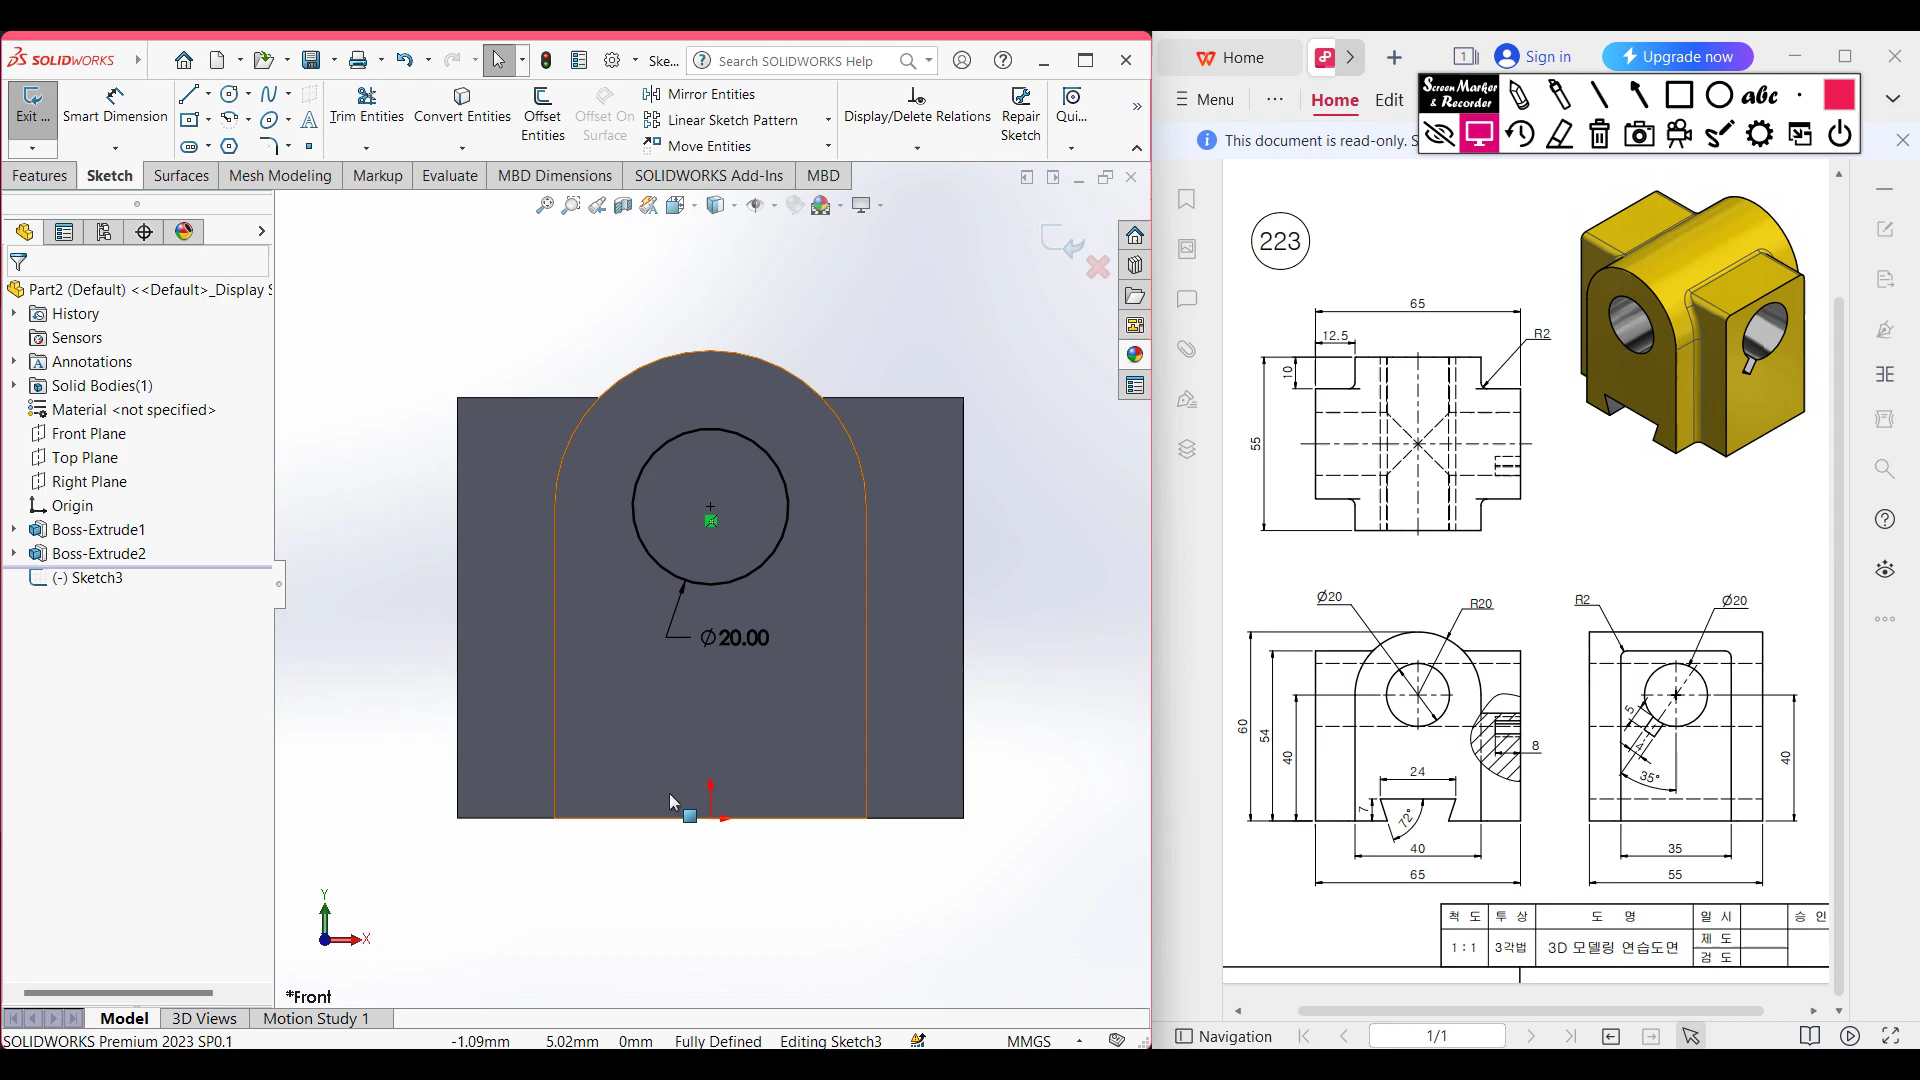 SOLIDWORKS
Ske...
Search SOLIDWORKS Help
Exit ...
Smart Dimension
Trim Entities
Convert Entities
Offset
Entities
Offset On
Surface
Mirror Entities
Linear Sketch Pattern
Move Entities
Display/Delete Relations
Repair
Sketch
Qui...
Features
Sketch
Surfaces
Mesh Modeling
Markup
Evaluate
MBD Dimensions
SOLIDWORKS Add-Ins
MBD
Part2 (Default) <<Default>_Display S
History
Sensors
Annotations
Solid Bodies(1)
Material <not specified>
Front Plane
Top Plane
Right Plane
Origin
Boss-Extrude1
Boss-Extrude2
(-) Sketch3
∅20.00
Y
X
*Front
Model
3D Views
Motion Study 1
SOLIDWORKS Premium 2023 SP0.1
-1.09mm
5.02mm
0mm
Fully Defined
Editing Sketch3
MMGS
Home
Sign in
Upgrade now
Menu
Home
Edit
Screen Marker
& Recorder
abc
This document is read-only. S
223
65
12.5
R2
10
55
∅20
R20
60
54
40
8
24
7
72°
40
65
R2
∅20
5
4
35°
40
35
55
척 도
투 상
도 명
일 시
승 인
1 : 1
3각법
3D 모델링 연습도면
제 도
검 도
Navigation
1/1